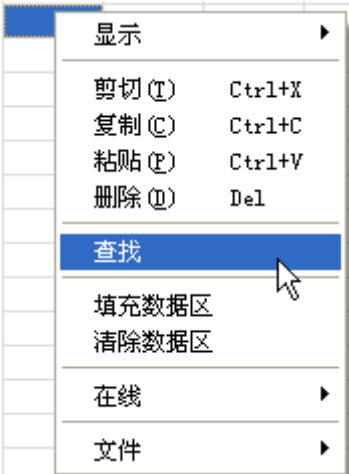 显示
剪切(T) Ctrl+X
复制(C) Ctrl+C
粘贴(P) Ctrl+V
删除(D) Del
查找
填充数据区
清除数据区
在线
文件